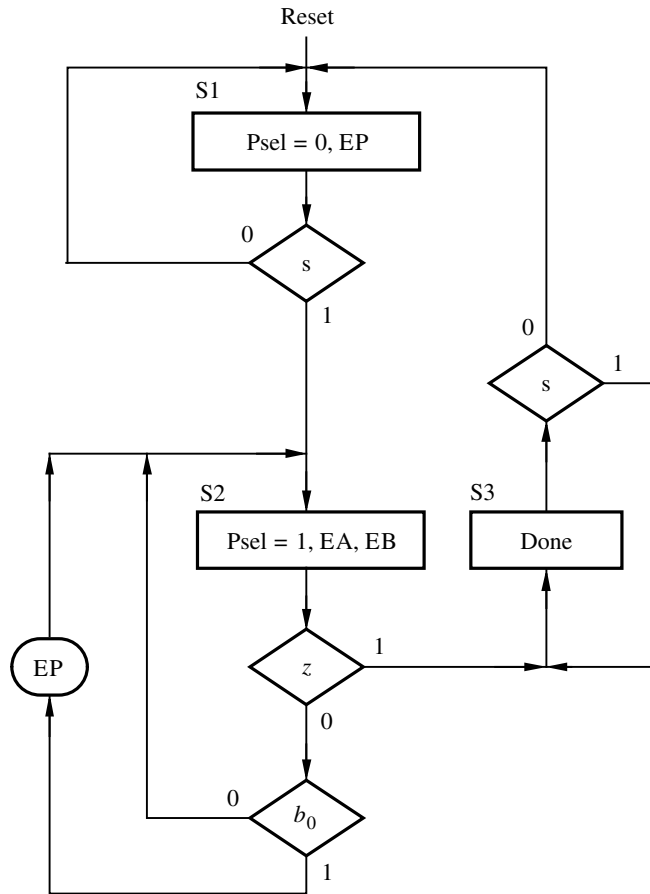 Reset
S1
Psel = 0, EP
0
s
1
0
s
1
S2
Psel = 1, EA, EB
S3
Done
z
1
0
EP
0
b₀
1